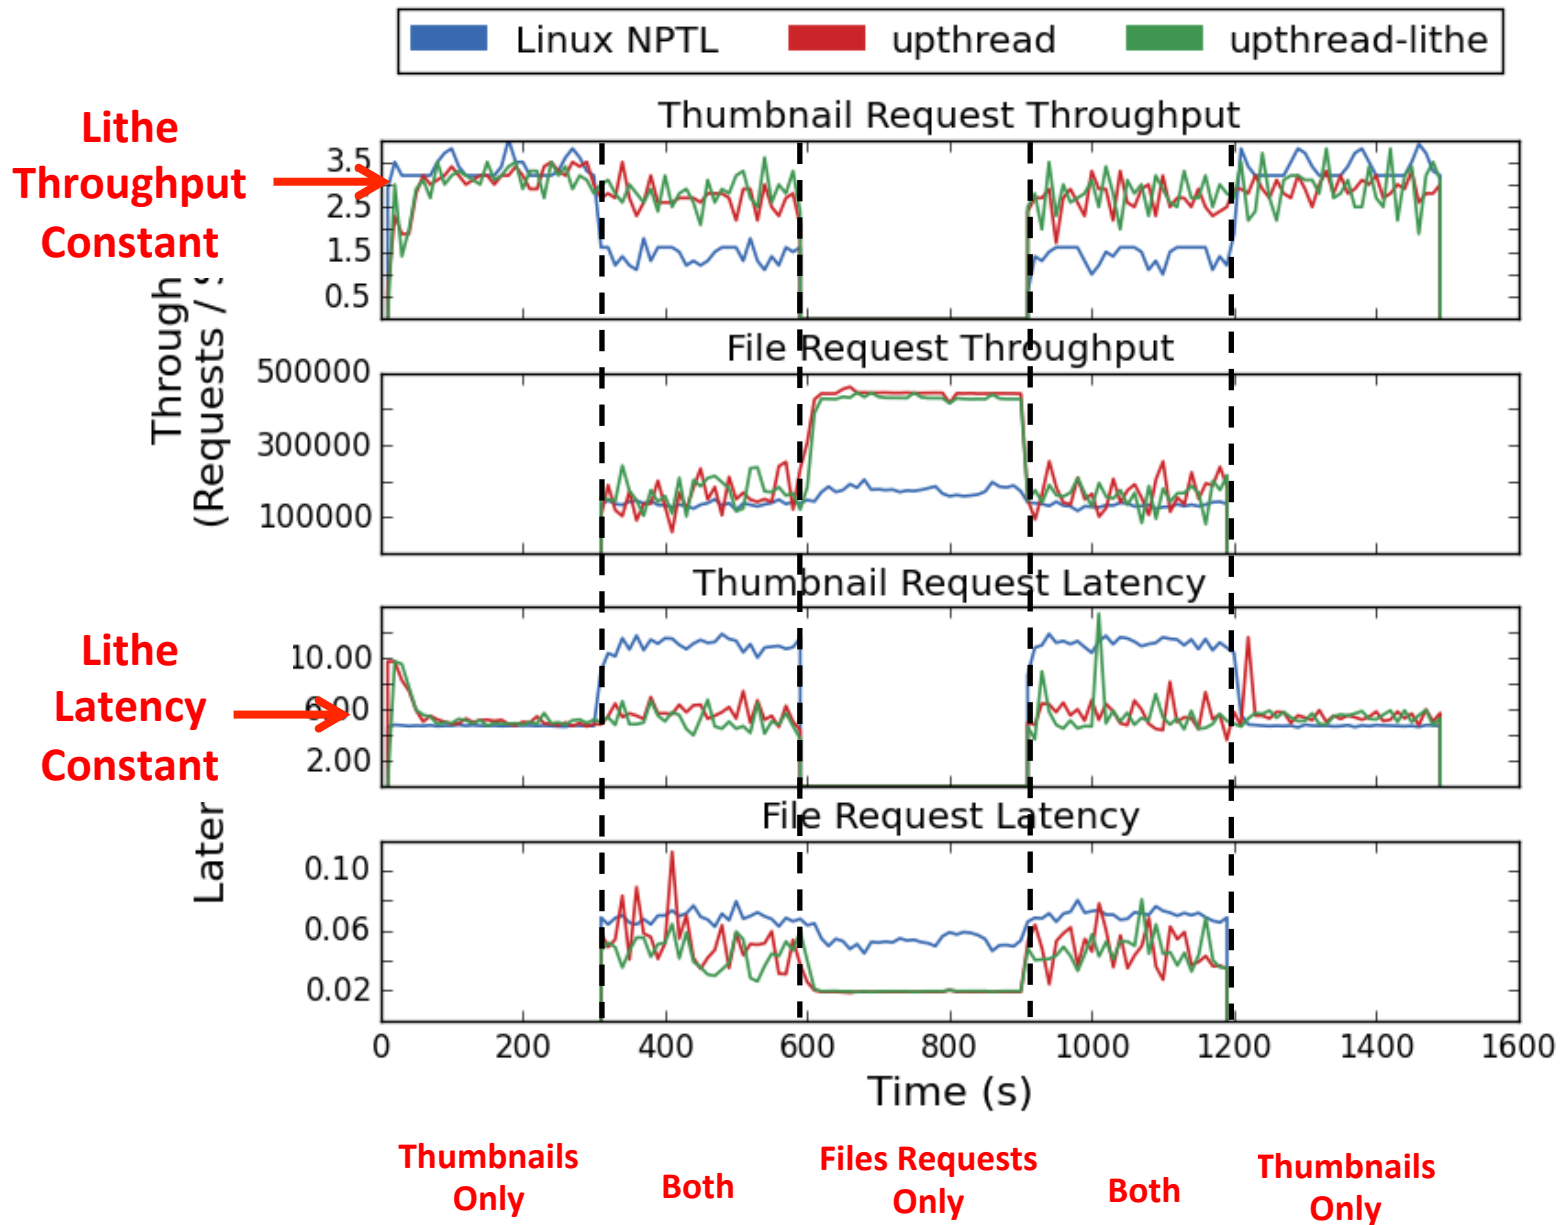 Linux NPTL upthread upthread-lithe
Thumbnail Request Throughput
Lithe
Throughput
Constant
3.5
2.5
1.5
0.5
Through
(Requests /
File Request Throughput
500000
300000
100000
Thumbnail Request Latency
Lithe
Latency
Constant
10.00
6.00
2.00
Later
File Request Latency
0.10
0.06
0.02
0 200 400 600 800 1000 1200 1400 1600
Time (s)
Thumbnails
Only
Both
Files Requests
Only
Both
Thumbnails
Only